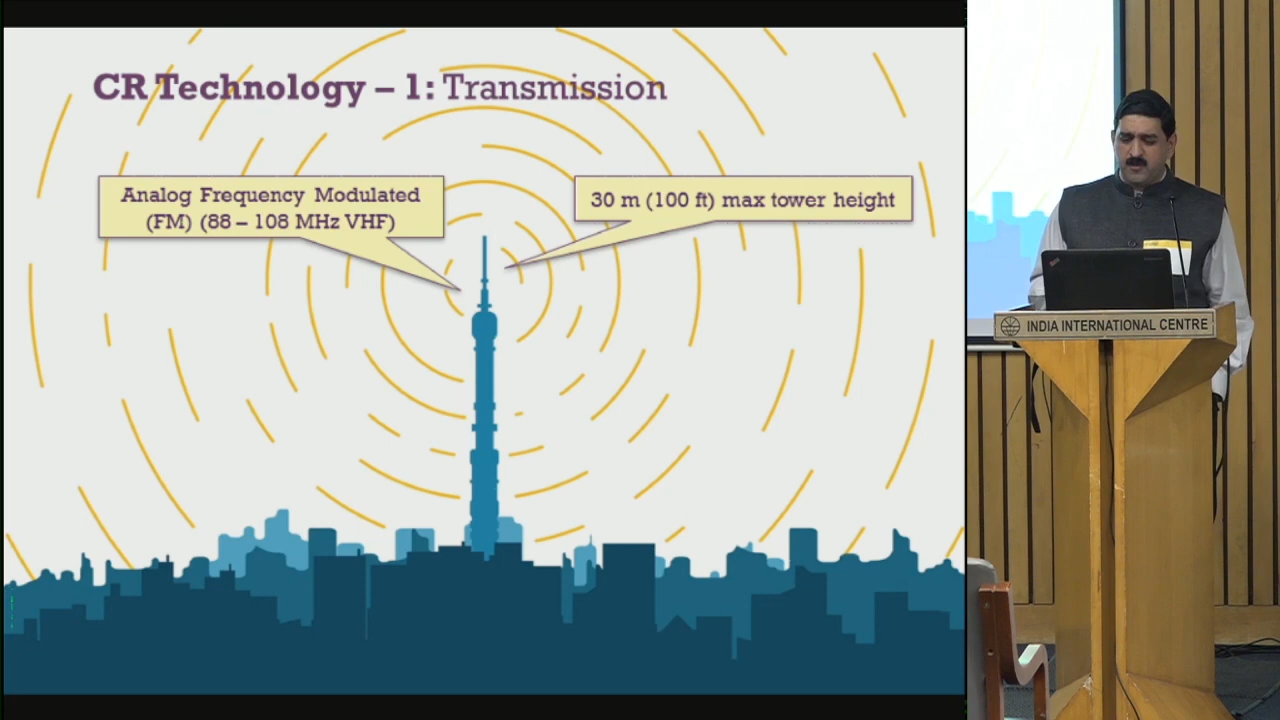 CR Technology – 1: Transmission
Analog Frequency Modulated
(FM) (88 – 108 MHz VHF)
30 m (100 ft) max tower height
INDIA INTERNATIONAL CENTRE